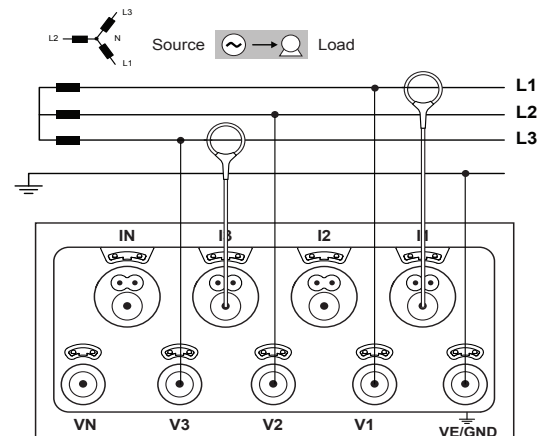 L3
L2 N
L1
Source Load
L1
L2
L3
IN I3 I2 I1
VN V3 V2 V1 VE/GND